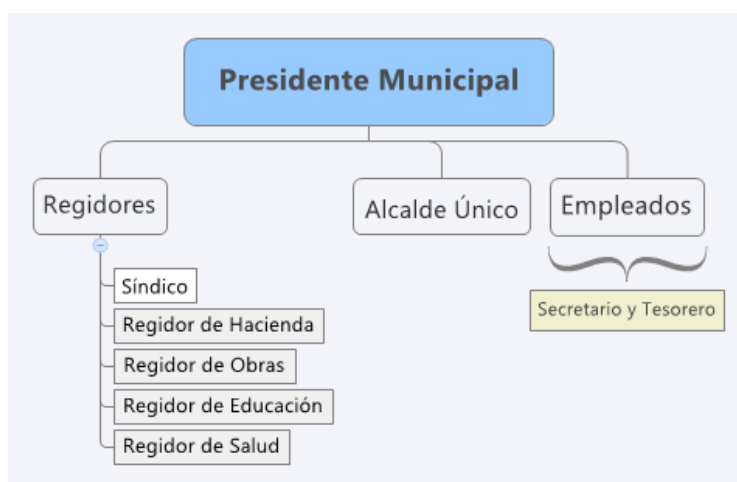 Presidente Municipal
Regidores
Alcalde Único
Empleados
Síndico
Regidor de Hacienda
Regidor de Obras
Regidor de Educación
Regidor de Salud
Secretario y Tesorero